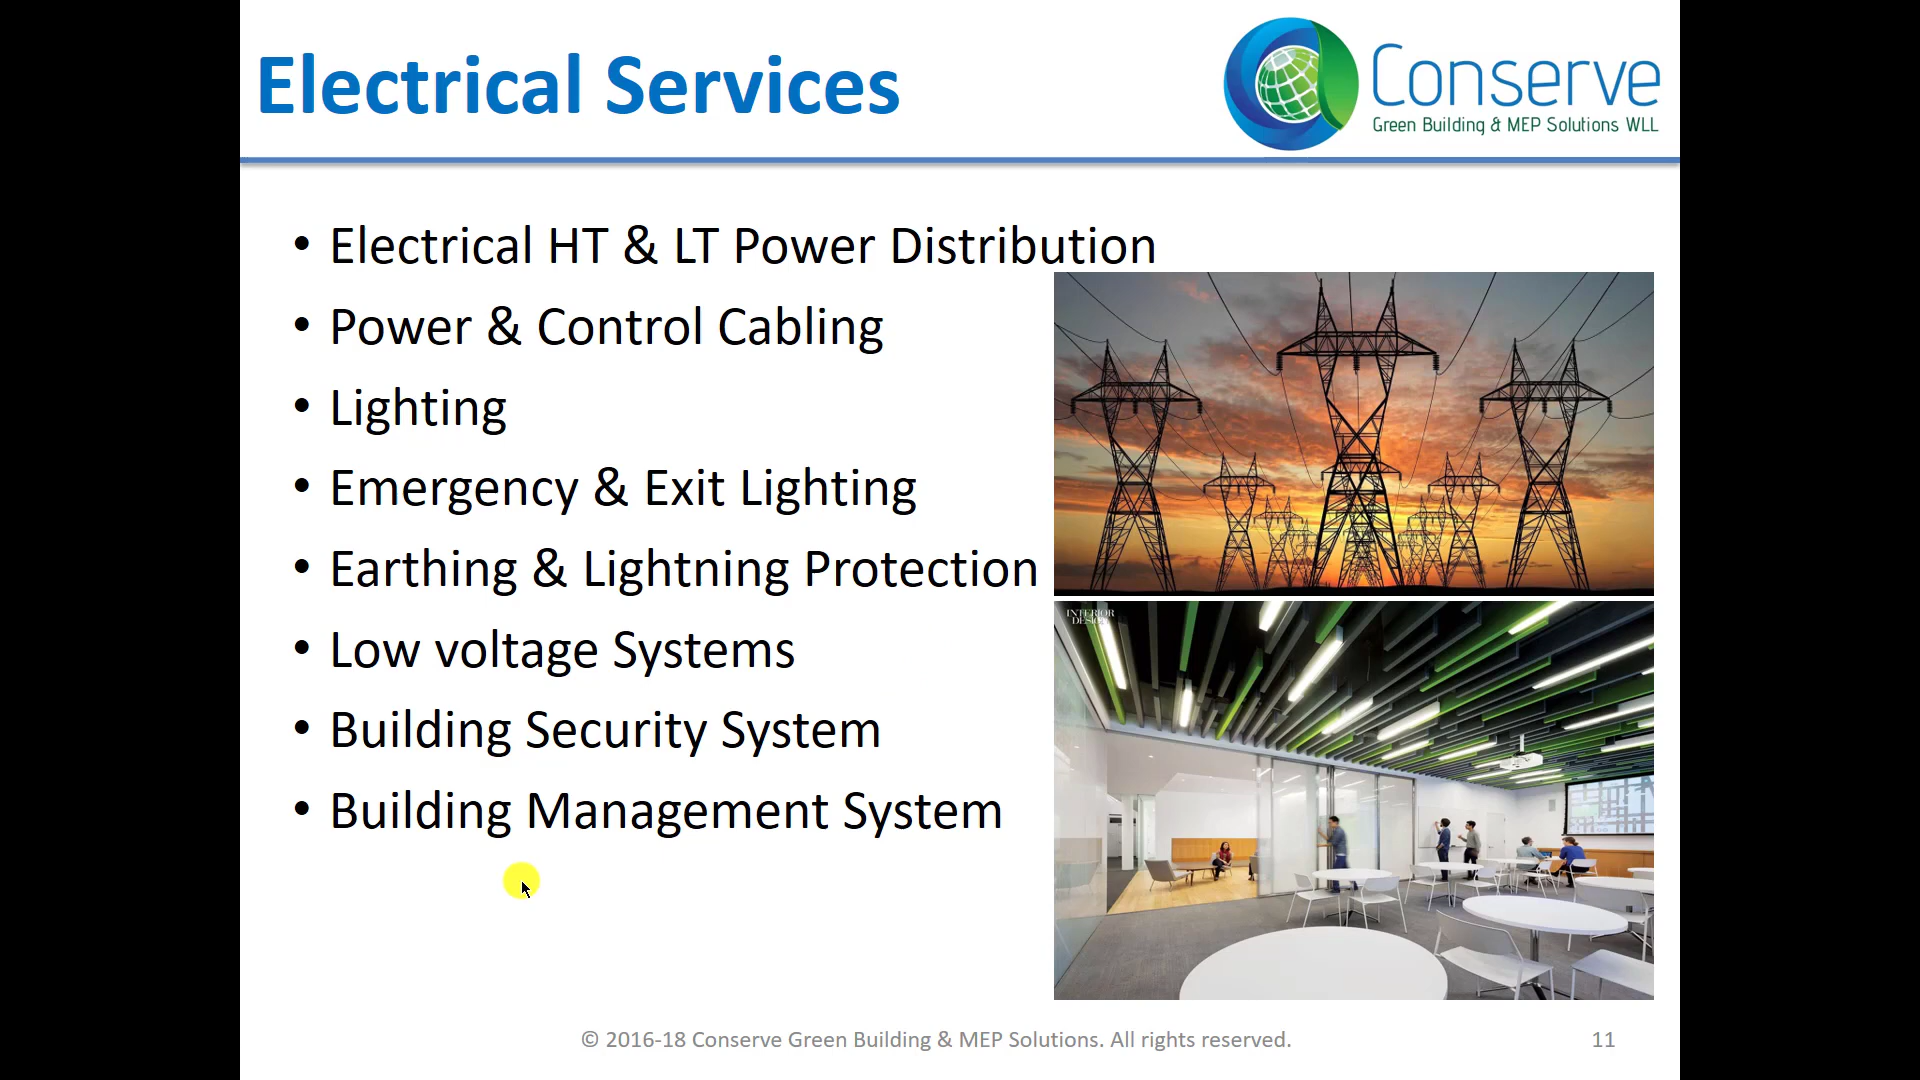 Electrical Services
Conserve
Green Building & MEP Solutions WLL
• Electrical HT & LT Power Distribution
• Power & Control Cabling
• Lighting
• Emergency & Exit Lighting
• Earthing & Lightning Protection
• Low voltage Systems
• Building Security System
• Building Management System
INTERIOR
DESIGN
© 2016-18 Conserve Green Building & MEP Solutions. All rights reserved.
11